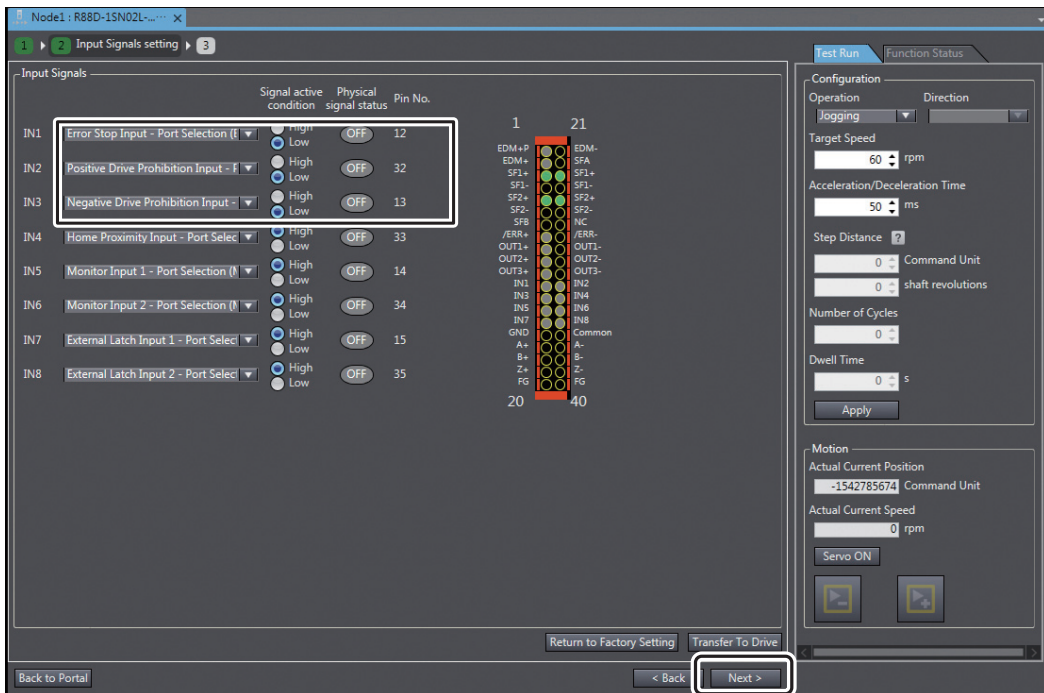 Node1 : R88D-1SN02L-...··· ×
1 2 Input Signals setting 3
Input Signals
Signal active condition Physical signal status Pin No.
IN1 Error Stop Input - Port Selection (E High Low OFF 12
IN2 Positive Drive Prohibition Input - P High Low OFF 32
IN3 Negative Drive Prohibition Input - High Low OFF 13
IN4 Home Proximity Input - Port Selec High Low OFF 33
IN5 Monitor Input 1 - Port Selection (M High Low OFF 14
IN6 Monitor Input 2 - Port Selection (M High Low OFF 34
IN7 External Latch Input 1 - Port Select High Low OFF 15
IN8 External Latch Input 2 - Port Select High Low OFF 35
1 21
EDM+P EDM-
EDM+ SFA
SF1+ SF1+
SF1- SF1-
SF2+ SF2+
SF2- SF2-
SFB NC
/ERR+ /ERR-
OUT1+ OUT1-
OUT2+ OUT2-
OUT3+ OUT3-
IN1 IN2
IN3 IN4
IN5 IN6
IN7 IN8
GND Common
A+ A-
B+ B-
Z+ Z-
FG FG
20 40
Return to Factory Setting Transfer To Drive
Back to Portal < Back Next >
Test Run Function Status
Configuration
Operation Direction
Jogging
Target Speed
60 rpm
Acceleration/Deceleration Time
50 ms
Step Distance ?
0 Command Unit
0 shaft revolutions
Number of Cycles
0
Dwell Time
0 s
Apply
Motion
Actual Current Position
-1542785674 Command Unit
Actual Current Speed
0 rpm
Servo ON